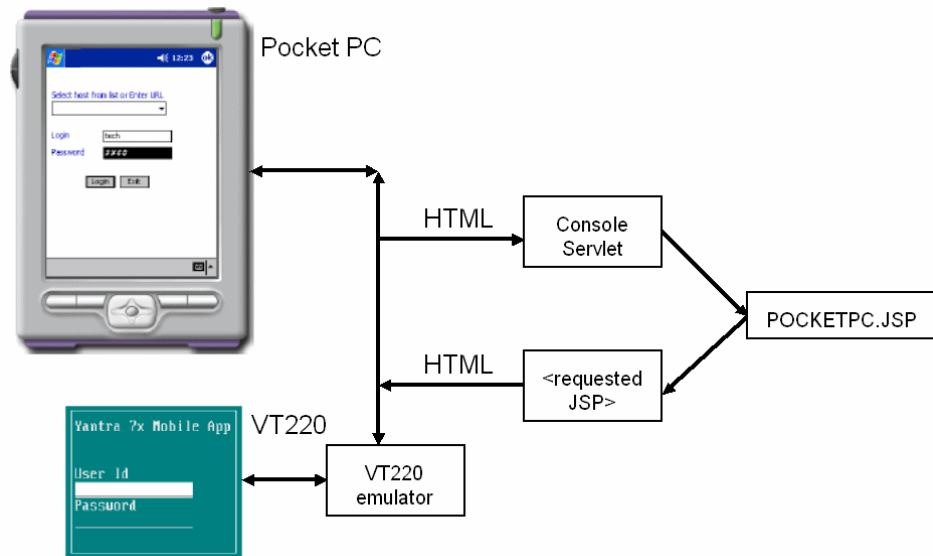 Pocket PC
12:23
ok
Select host from list or Enter URL
Login tech
Password ****
Login Exit
HTML
Console
Servlet
POCKETPC.JSP
HTML
<requested
JSP>
Yantra 7x Mobile App
User Id
Password
VT220
VT220
emulator